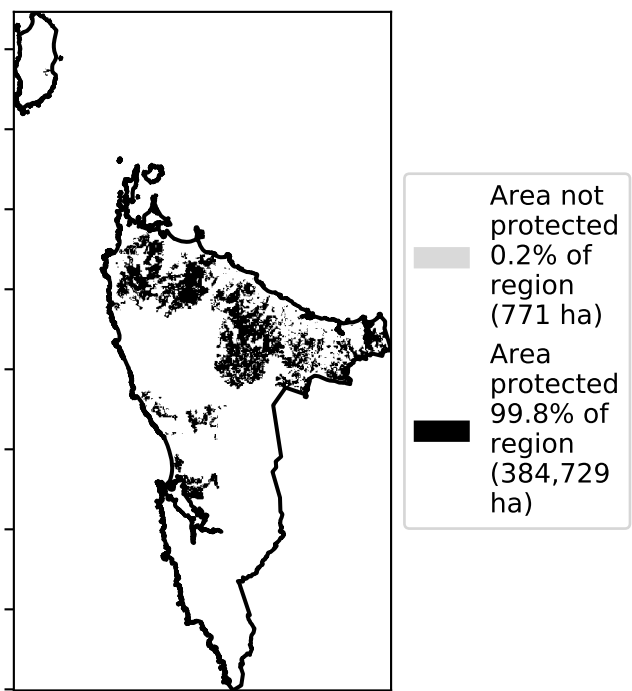 Area not
protected
0.2% of
region
(771 ha)
Area
protected
99.8% of
region
(384,729
ha)